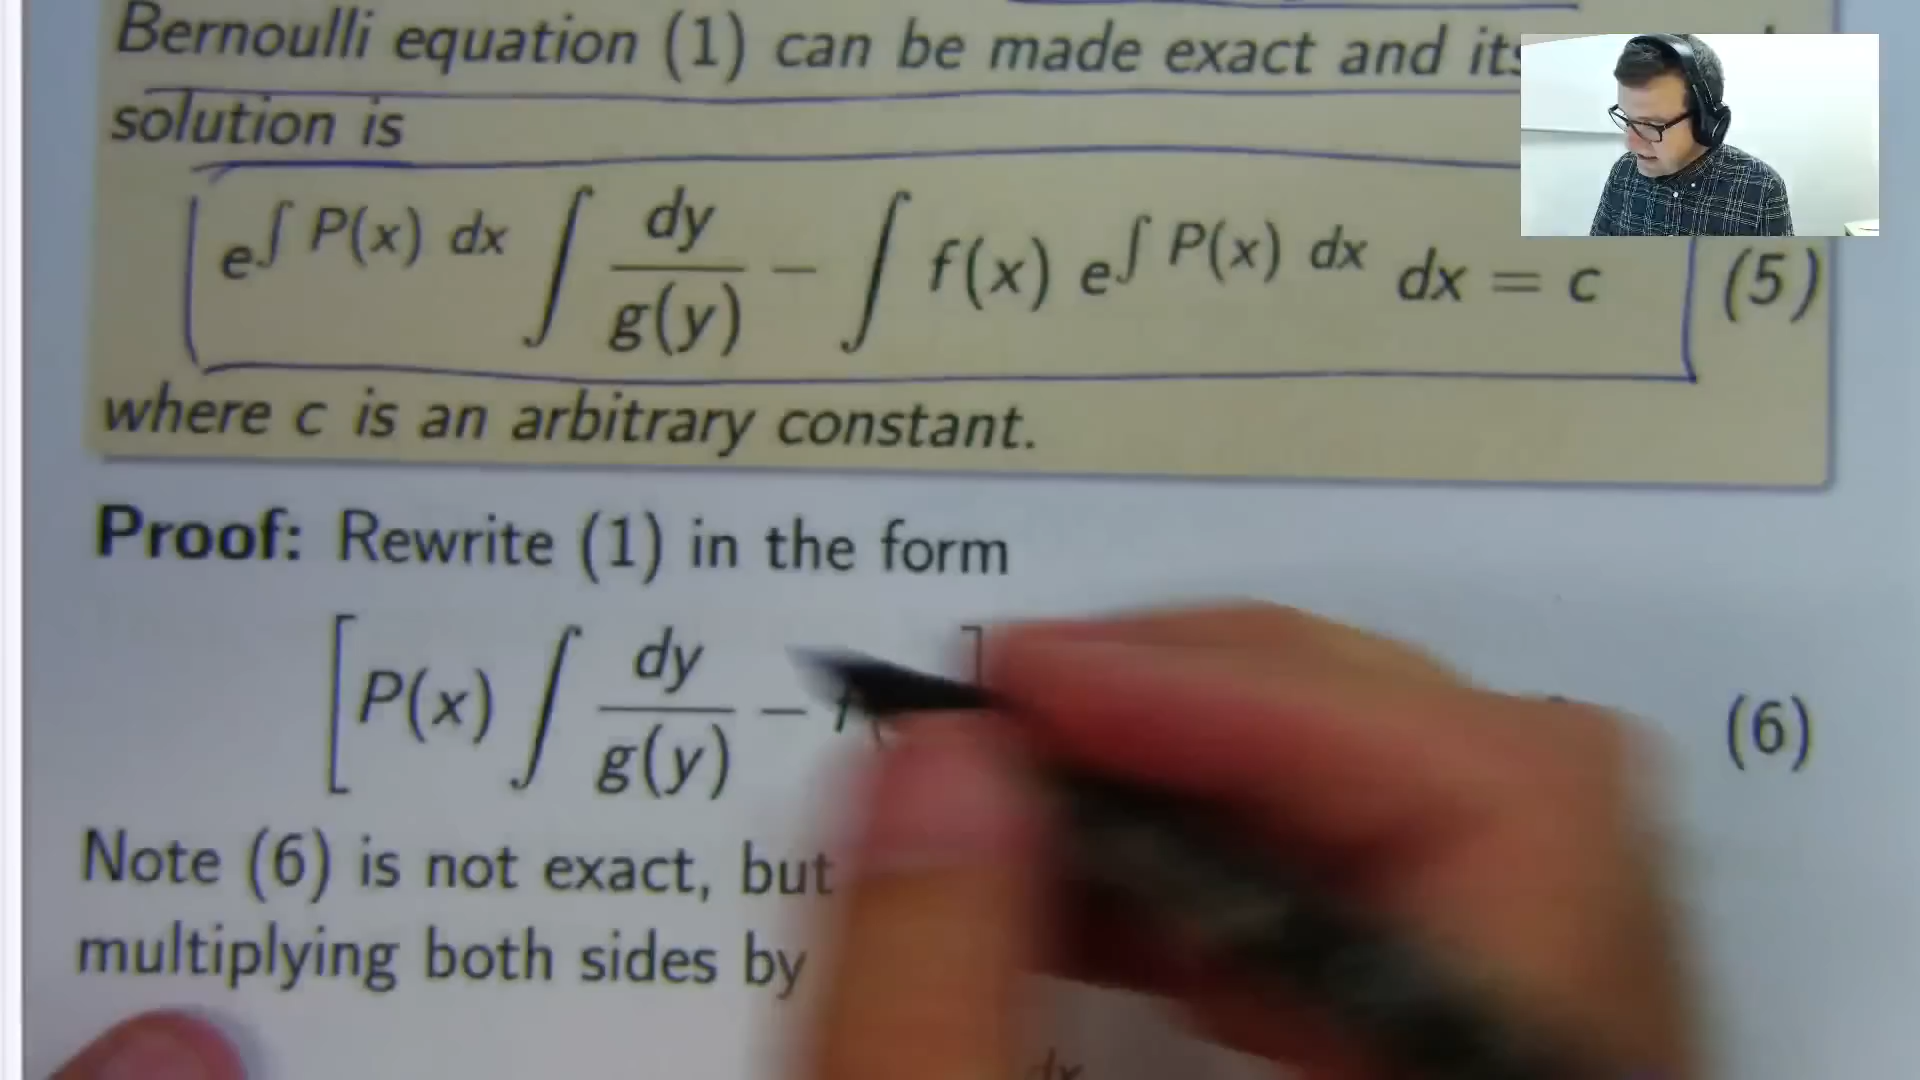 Bernoulli equation (1) can be made exact and its
solution is
e^{∫ P(x) dx} ∫ dy/g(y) − ∫ f(x) e^{∫ P(x) dx} dx = c (5)
where c is an arbitrary constant.
Proof: Rewrite (1) in the form
[P(x) ∫ dy/g(y) − ] (6)
Note (6) is not exact, but
multiplying both sides by
dx